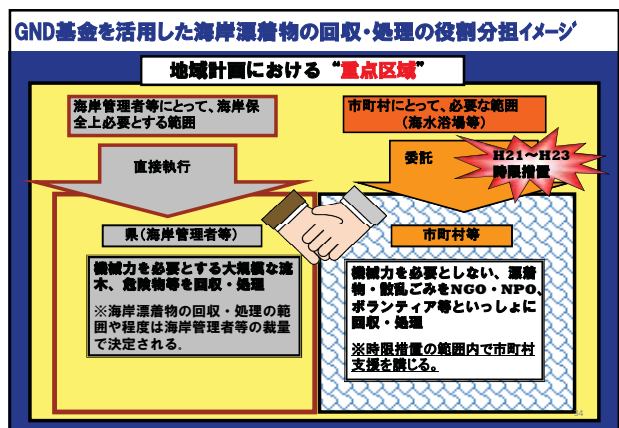 GND基金を活用した海岸漂着物の回収・処理の役割分担イメージ
地域計画における “重点区域”
海岸管理者等にとって、海岸保
全上必要とする範囲
市町村にとって、必要な範囲
（海水浴場等）
直接執行
委託
H21～H23
時限措置
県（海岸管理者等）
市町村等
機械力を必要とする大規模な流
木、危険物等を回収・処理
※海岸漂着物の回収・処理の範
囲や程度は海岸管理者等の裁量
で決定される.
機械力を必要としない、漂着
物・散乱ごみをNGO・NPO、
ボランティア等といっしょに
回収・処理
※時限措置の範囲内で市町村
支援を講じる。
34